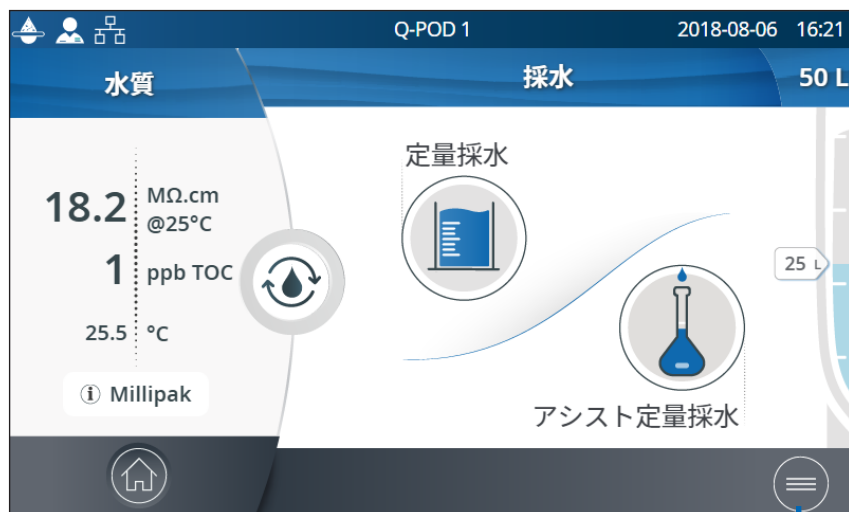 Q-POD 1
2018-08-06 16:21
水質
採水
50 L
定量採水
18.2 MΩ.cm
@25°C
1 ppb TOC
25.5 °C
25 L
i Millipak
アシスト定量採水